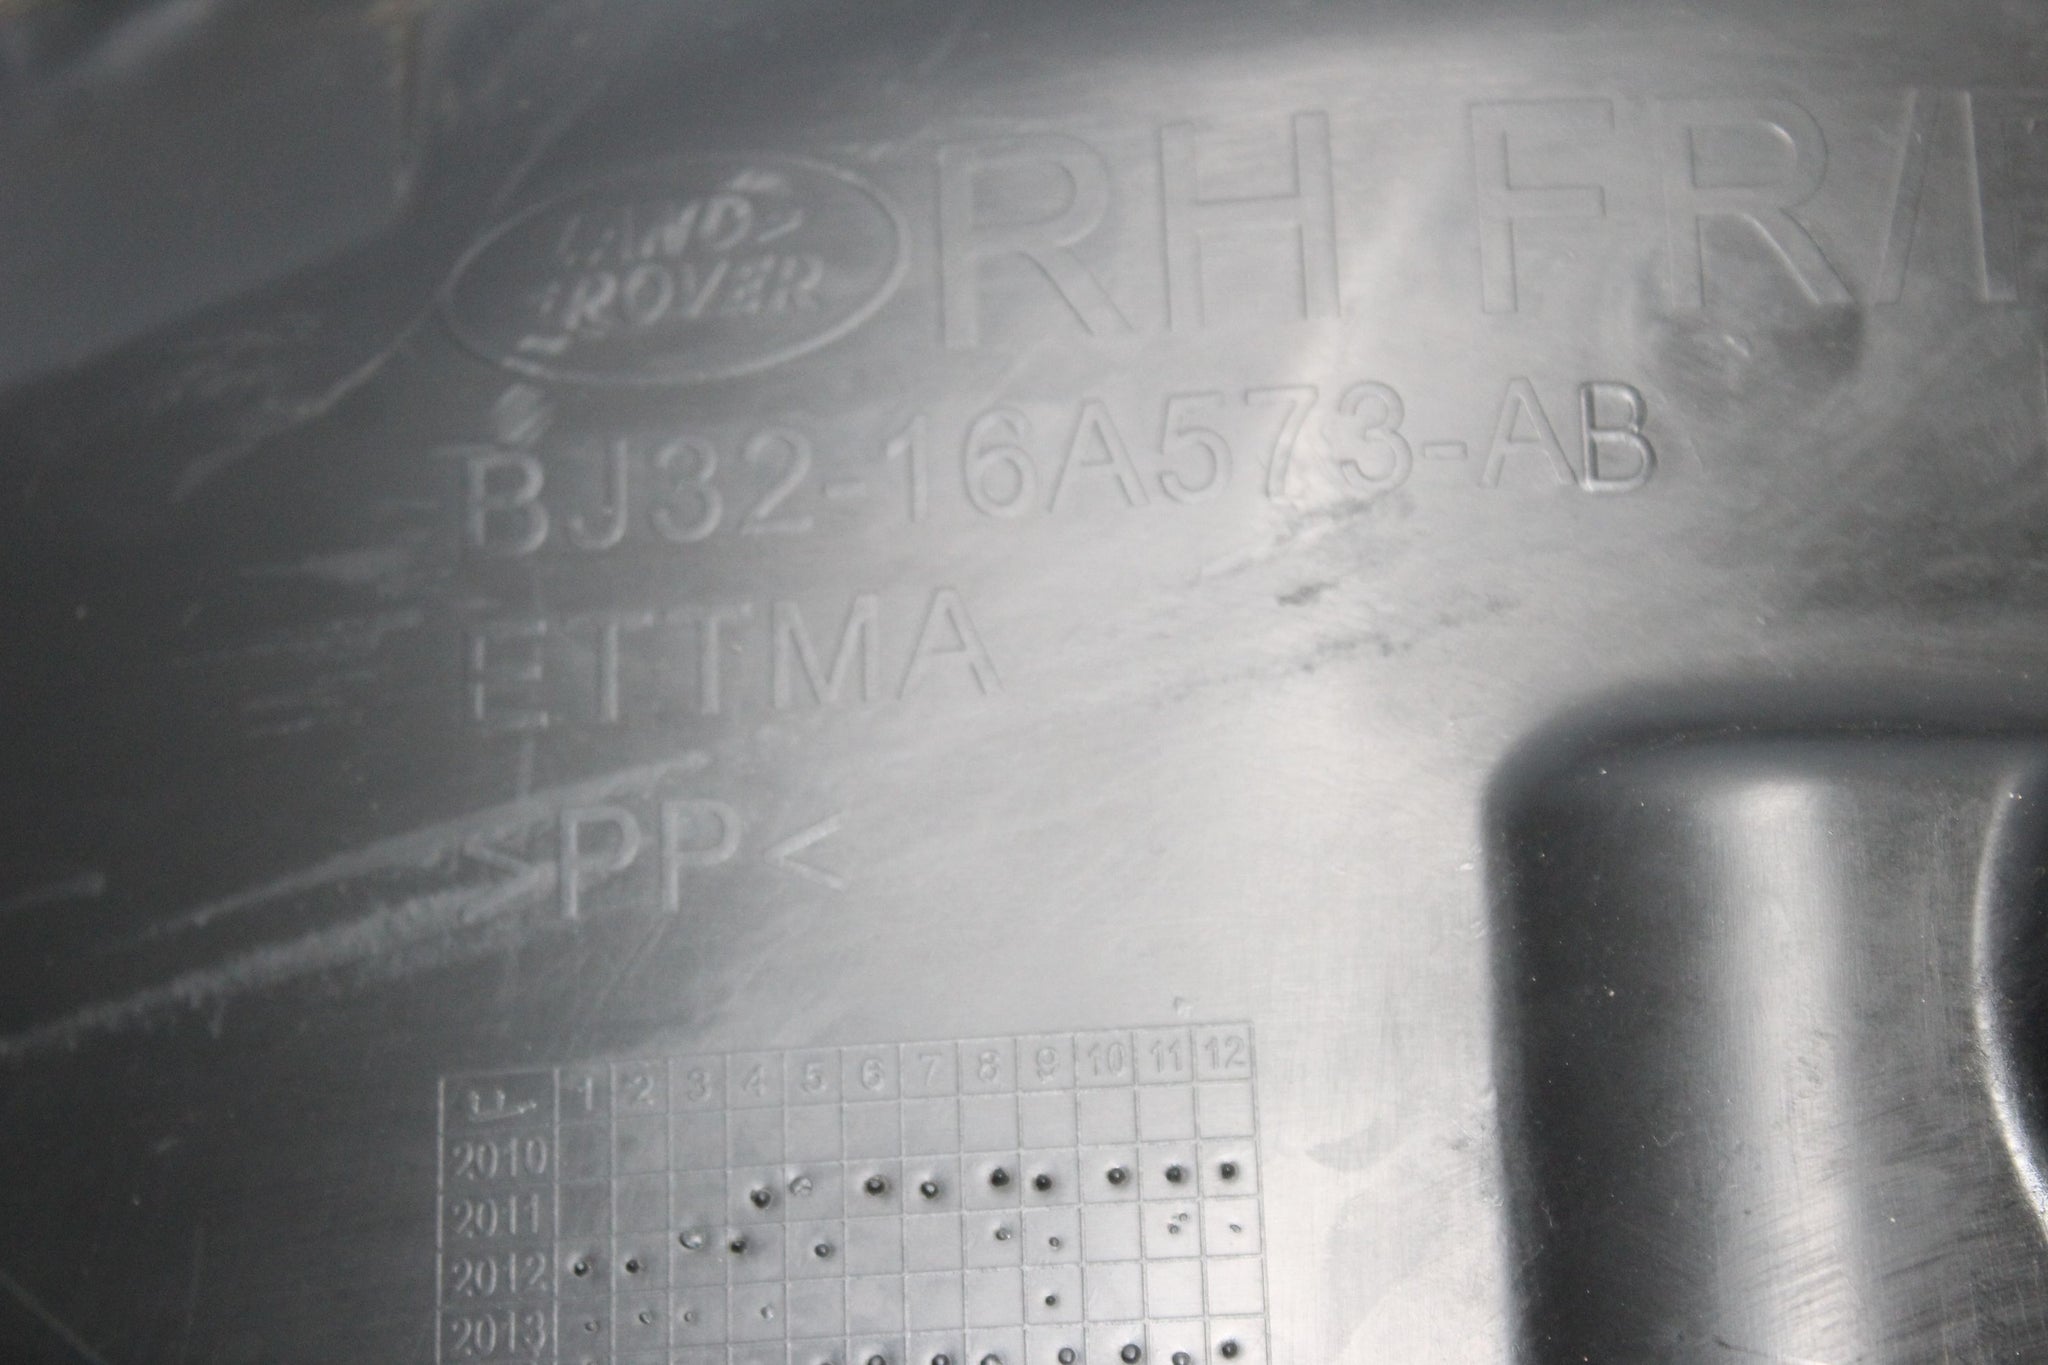 LAND
ROVER
RH FR/
BJ32-16A573-AB
ETTMA
>PP<
1 2 3 4 5 6 7 8 9 10 11 12
2010
2011
2012
2013